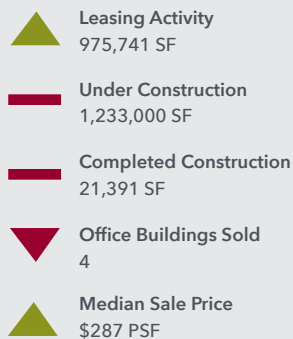 Leasing Activity
975,741 SF
Under Construction
1,233,000 SF
Completed Construction
21,391 SF
Office Buildings Sold
4
Median Sale Price
$287 PSF